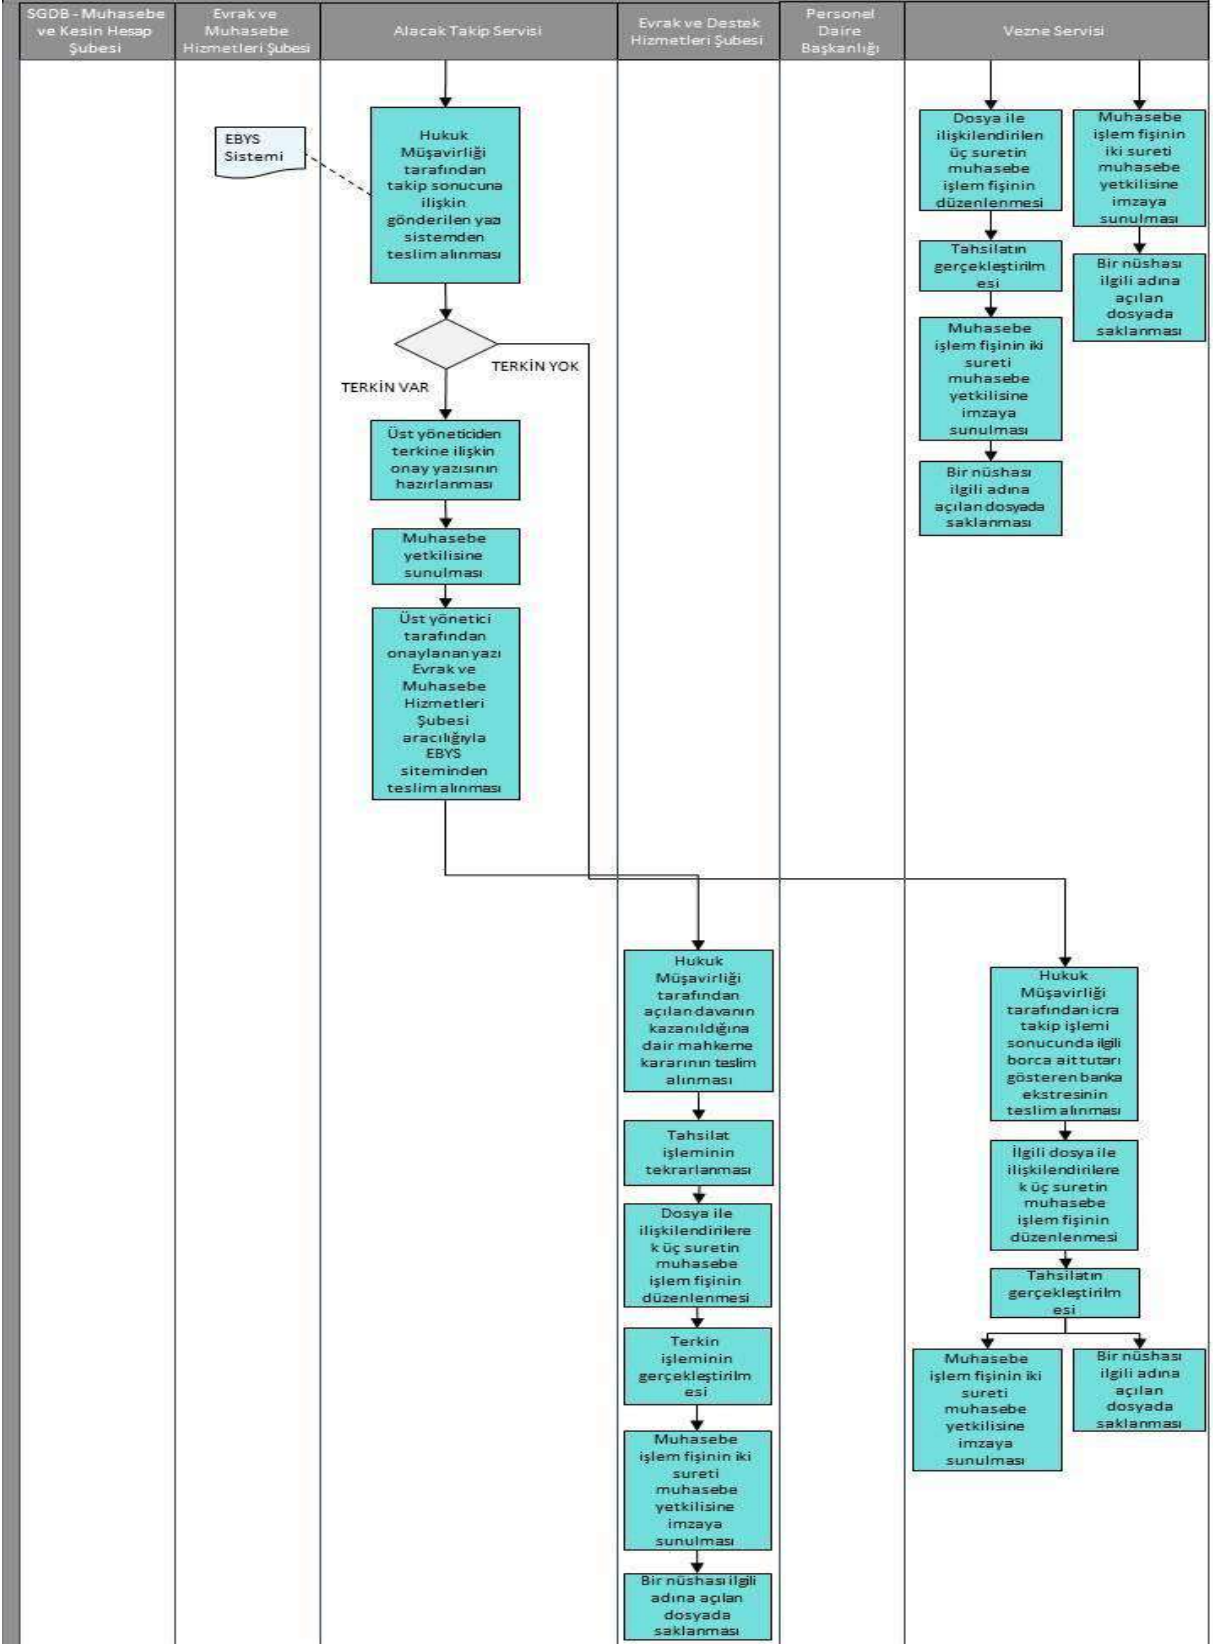 SGDB - Muhasebe
ve Kesin Hesap
Şubesi
Evrak ve
Muhasebe
Hizmetleri Şubesi
Alacak Takip Servisi
Evrak ve Destek
Hizmetleri Şubesi
Personel
Daire
Başkanlığı
Vezne Servisi
EBYS
Sistemi
Hukuk
Müşavirliği
tarafından
takip sonucuna
ilişkin
gönderilen yazı
sistemden
teslim alınması
TERKİN YOK
TERKİN VAR
Üst yöneticiden
terkine ilişkin
onay yazısının
hazırlanması
Muhasebe
yetkilisine
sunulması
Üst yönetici
tarafından
onaylanan yazı
Evrak ve
Muhasebe
Hizmetleri
Şubesi
aracılığıyla
EBYS
siteminden
teslim alınması
Dosya ile
ilişkilendirilen
üç suretin
muhasebe
işlem fişinin
düzenlenmesi
Tahsilatın
gerçekleştirilm
esi
Muhasebe
işlem fişinin iki
sureti
muhasebe
yetkilisine
imzaya
sunulması
Bir nüshası
ilgili adına
açılan dosyada
saklanması
Muhasebe
işlem fişinin
iki sureti
muhasebe
yetkilisine
imzaya
sunulması
Bir nüshası
ilgili adına
açılan
dosyada
saklanması
Hukuk
Müşavirliği
tarafından
açılan davanın
kazanıldığına
dair mahkeme
kararının teslim
alınması
Tahsilat
işleminin
tekrarlanması
Dosya ile
ilişkilendirilere
k üç suretin
muhasebe
işlem fişinin
düzenlenmesi
Terkin
işleminin
gerçekleştirilm
esi
Muhasebe
işlem fişinin iki
sureti
muhasebe
yetkilisine
imzaya
sunulması
Bir nüshası ilgili
adına açılan
dosyada
saklanması
Hukuk
Müşavirliği
tarafından icra
takip işlemi
sonucunda ilgili
borca ait tutarı
gösteren banka
ekstresinin
teslim alınması
İlgili dosya ile
ilişkilendirilere
k üç suretin
muhasebe
işlem fişinin
düzenlenmesi
Tahsilatın
gerçekleştirilm
esi
Muhasebe
işlem fişinin iki
sureti
muhasebe
yetkilisine
imzaya
sunulması
Bir nüshası
ilgili adına
açılan
dosyada
saklanması